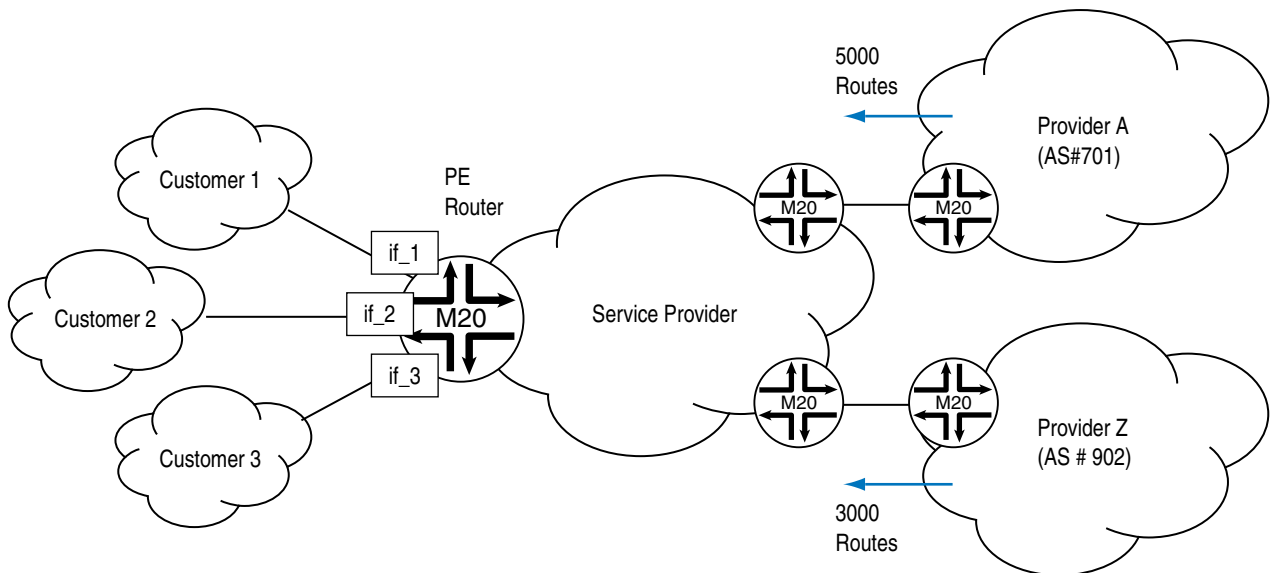 5000
Routes
Provider A
(AS#701)
Customer 1
PE
Router
M20
M20
if_1
Customer 2
if_2
M20
Service Provider
if_3
Customer 3
M20
M20
Provider Z
(AS # 902)
3000
Routes